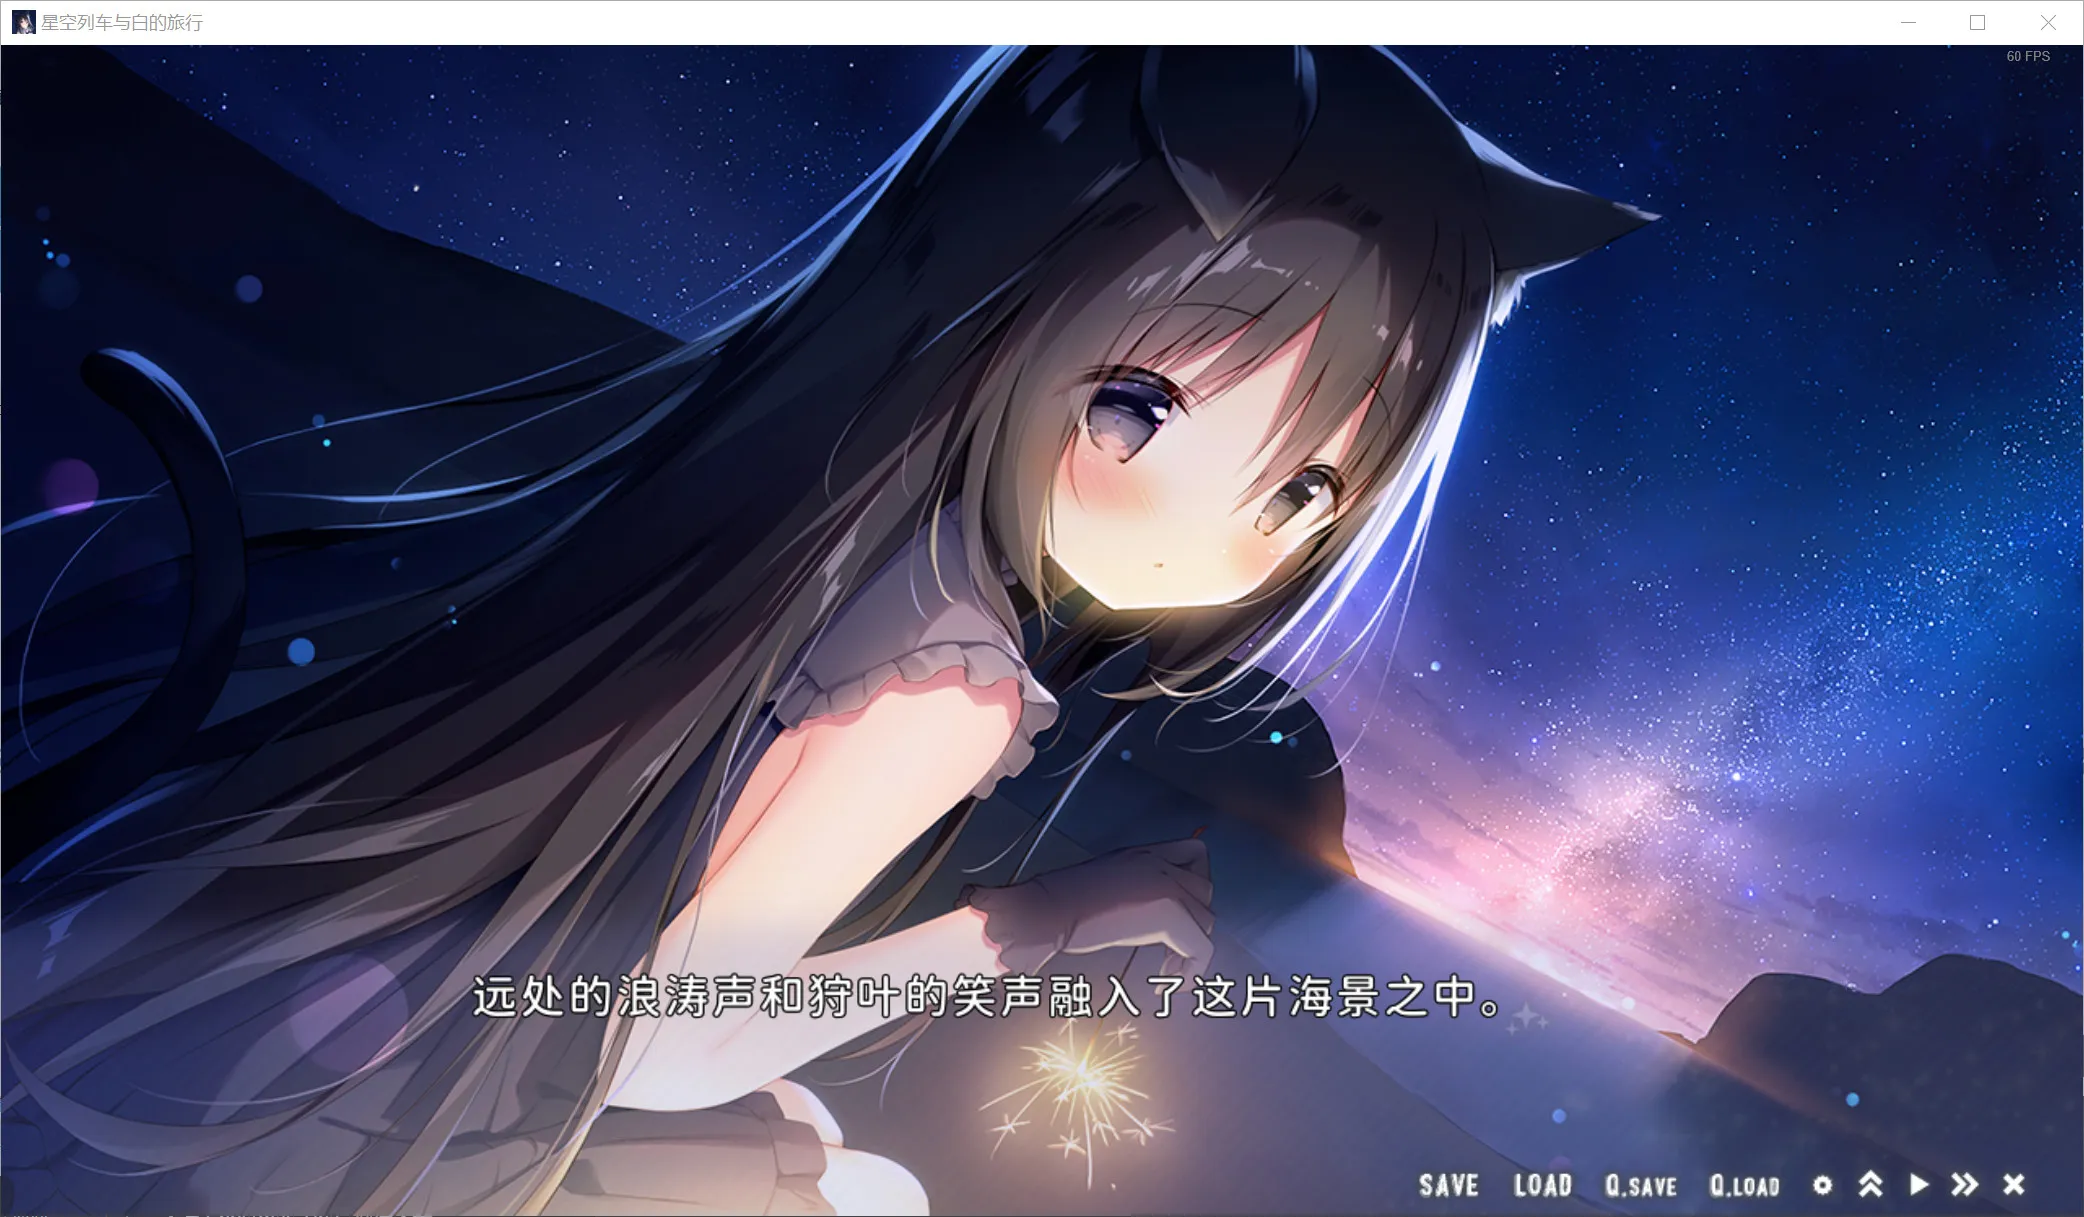 星空列车与白的旅行
60 FPS
远处的浪涛声和狩叶的笑声融入了这片海景之中。
SAVE LOAD Q.SAVE Q.LOAD